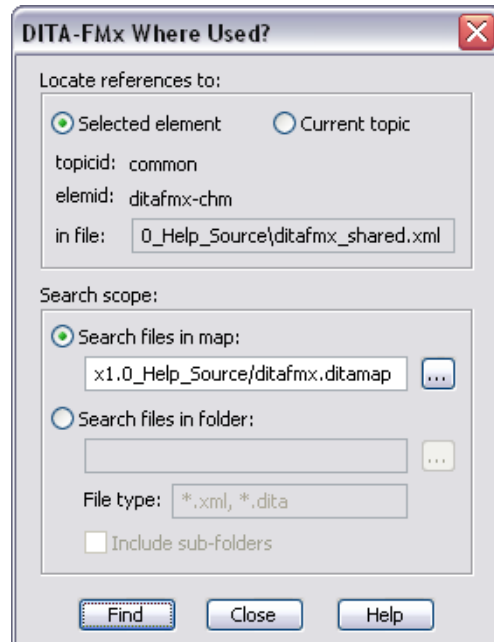 DITA-FMx Where Used?
Locate references to:
Selected element Current topic
topicid: common
elemid: ditafmx-chm
in file: 0_Help_Source\ditafmx_shared.xml
Search scope:
Search files in map:
x1.0_Help_Source/ditafmx.ditamap ...
Search files in folder:
...
File type: *.xml, *.dita
Include sub-folders
Find Close Help